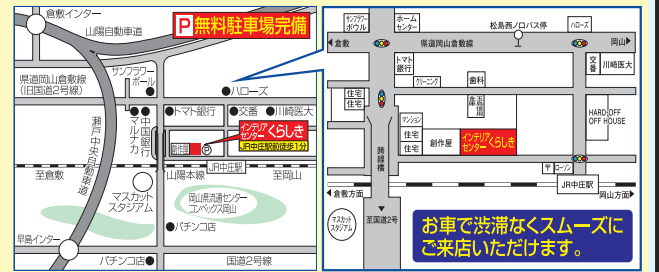 倉敷インター
山陽自動車道
P無料駐車場完備
県道岡山倉敷線
(旧国道2号線)
サンフラワー
ボール
ハローズ
マルナカ
中国銀行
トマト銀行
交番
川崎医大
瀬戸中央自動車道
創作屋
P
インテリア
センターくらしき
JR中庄駅前徒歩1分
JR中庄駅
至倉敷
山陽本線
至岡山
マスカット
スタジアム
岡山県流通センター
コンベックス岡山
早島インター
パチンコ店
パチンコ店
国道2号線
サンフラワー
ボウル
ホーム
センター
松島西ノロバス停
ハローズ
倉敷
県道岡山倉敷線
岡山
トマト
銀行
交番
川崎医大
クリーニング
歯科
住宅
住宅
マンション
住宅
住宅
創作屋
インテリア
センターくらしき
HARD OFF
OFF HOUSE
跨線橋
〒
ローソン
JR中庄駅
倉敷方面
岡山方面
マスカット
スタジアム
至国道2号
お車で渋滞なくスムーズに
ご来店いただけます。